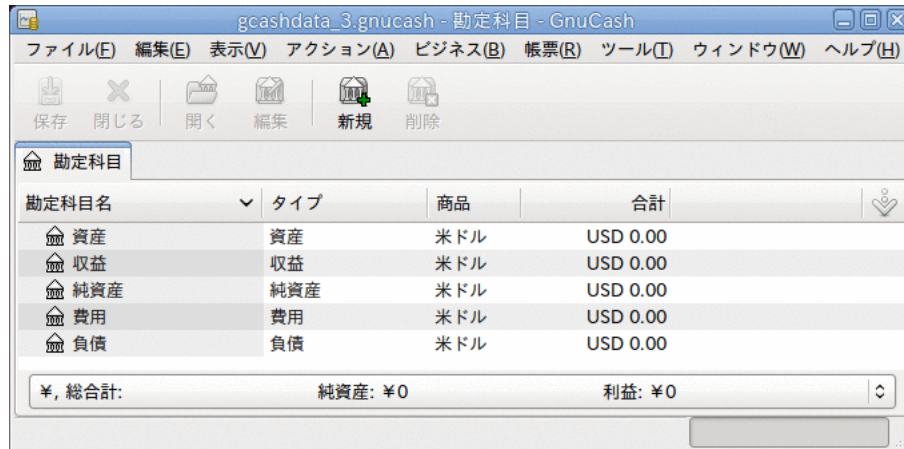 gcashdata_3.gnucash - 勘定科目 - GnuCash
ファイル(F) 編集(E) 表示(V) アクション(A) ビジネス(B) 帳票(R) ツール(T) ウィンドウ(W) ヘルプ(H)
保存 閉じる 開く 編集 新規 削除
勘定科目
勘定科目名 タイプ 商品 合計
資産 資産 米ドル USD 0.00
収益 収益 米ドル USD 0.00
純資産 純資産 米ドル USD 0.00
費用 費用 米ドル USD 0.00
負債 負債 米ドル USD 0.00
¥, 総合計: 純資産: ¥0 利益: ¥0